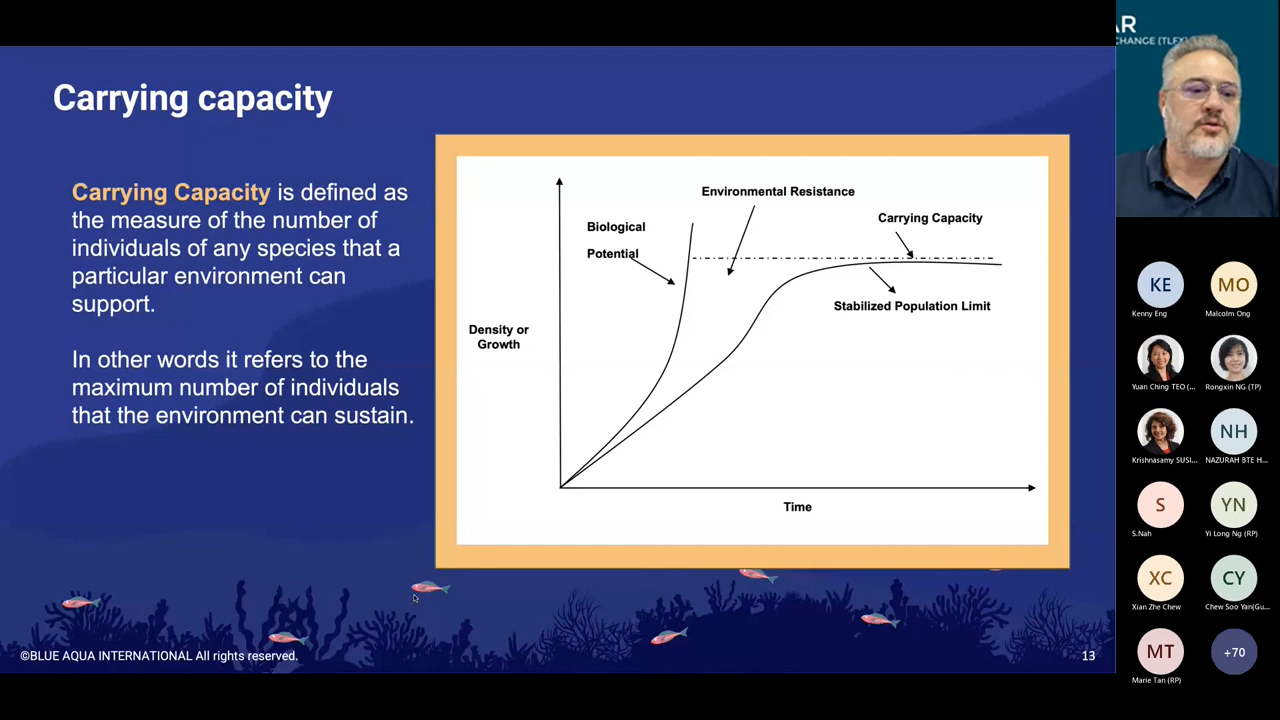 Carrying capacity
Carrying Capacity is defined as
the measure of the number of
individuals of any species that a
particular environment can
support.
In other words it refers to the
maximum number of individuals
that the environment can sustain.
Environmental Resistance
Carrying Capacity
Biological
Potential
Stabilized Population Limit
Density or
Growth
Time
©BLUE AQUA INTERNATIONAL All rights reserved.
13
AR
CHANGE (TLEX)
KE
Kenny Eng
MO
Malcolm Ong
Yuan Ching TEO (...
Rongxin NG (TP)
Krishnasamy SUSI...
NH
NAZURAH BTE H...
S
S.Nah
YN
Yi Long Ng (RP)
XC
Xian Zhe Chew
CY
Chew Soo Yan(Gu...
MT
Marie Tan (RP)
+70